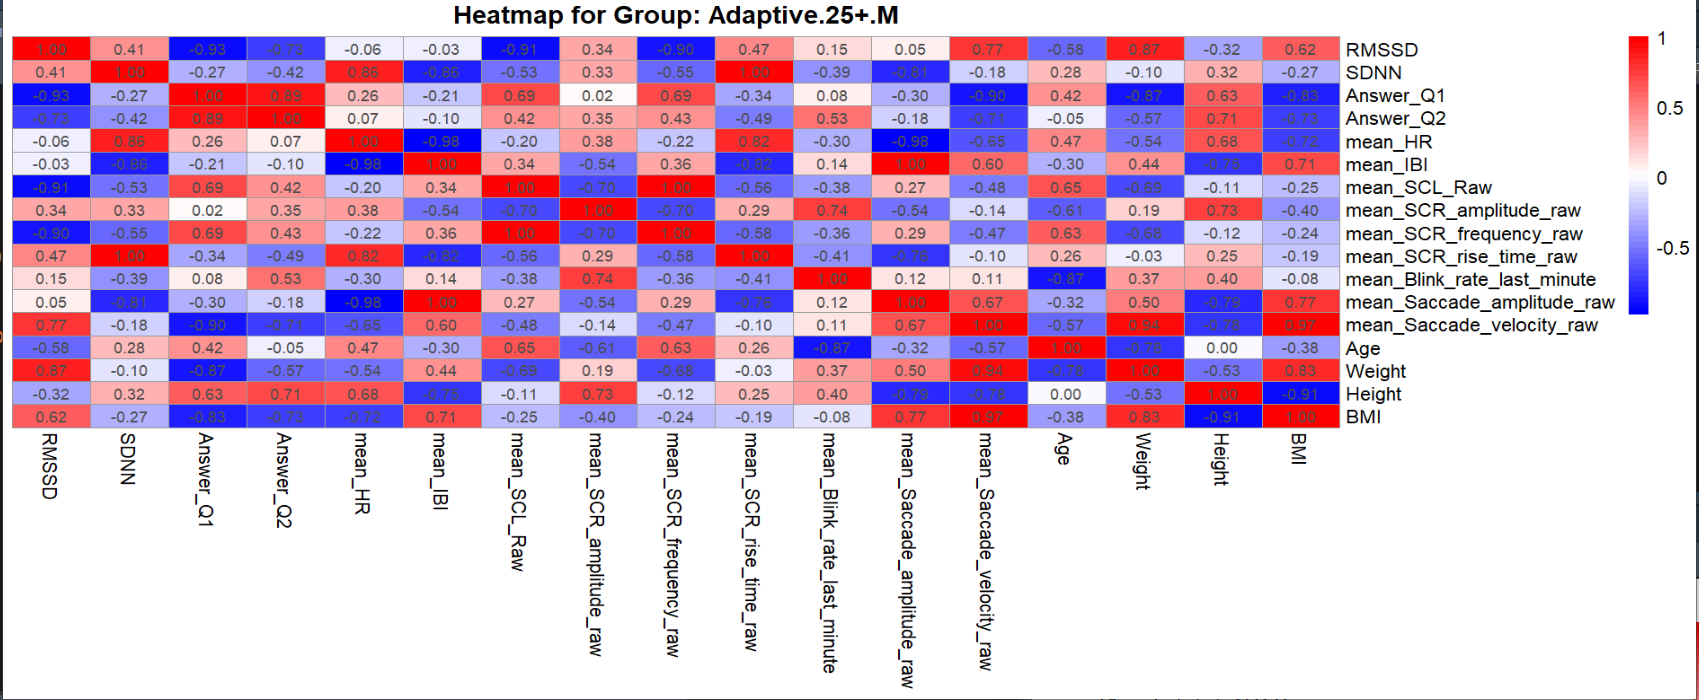 Heatmap for Group: Adaptive.25+.M
1.00 0.41 -0.93 -0.73 -0.06 -0.03 -0.91 0.34 -0.90 0.47 0.15 0.05 0.77 -0.58 0.87 -0.32 0.62 RMSSD
0.41 1.00 -0.27 -0.42 0.86 -0.86 -0.53 0.33 -0.55 1.00 -0.39 -0.81 -0.18 0.28 -0.10 0.32 -0.27 SDNN
-0.93 -0.27 1.00 0.89 0.26 -0.21 0.69 0.02 0.69 -0.34 0.08 -0.30 -0.90 0.42 -0.87 0.63 -0.83 Answer_Q1
-0.73 -0.42 0.89 1.00 0.07 -0.10 0.42 0.35 0.43 -0.49 0.53 -0.18 -0.71 -0.05 -0.57 0.71 -0.73 Answer_Q2
-0.06 0.86 0.26 0.07 1.00 -0.98 -0.20 0.38 -0.22 0.82 -0.30 -0.98 -0.65 0.47 -0.54 0.68 -0.72 mean_HR
-0.03 -0.86 -0.21 -0.10 -0.98 1.00 0.34 -0.54 0.36 -0.82 0.14 1.00 0.60 -0.30 0.44 -0.75 0.71 mean_IBI
-0.91 -0.53 0.69 0.42 -0.20 0.34 1.00 -0.70 1.00 -0.56 -0.38 0.27 -0.48 0.65 -0.69 -0.11 -0.25 mean_SCL_Raw
0.34 0.33 0.02 0.35 0.38 -0.54 -0.70 1.00 -0.70 0.29 0.74 -0.54 -0.14 -0.61 0.19 0.73 -0.40 mean_SCR_amplitude_raw
-0.90 -0.55 0.69 0.43 -0.22 0.36 1.00 -0.70 1.00 -0.58 -0.36 0.29 -0.47 0.63 -0.68 -0.12 -0.24 mean_SCR_frequency_raw
0.47 1.00 -0.34 -0.49 0.82 -0.82 -0.56 0.29 -0.58 1.00 -0.41 -0.76 -0.10 0.26 -0.03 0.25 -0.19 mean_SCR_rise_time_raw
0.15 -0.39 0.08 0.53 -0.30 0.14 -0.38 0.74 -0.36 -0.41 1.00 0.12 0.11 -0.87 0.37 0.40 -0.08 mean_Blink_rate_last_minute
0.05 -0.81 -0.30 -0.18 -0.98 1.00 0.27 -0.54 0.29 -0.76 0.12 1.00 0.67 -0.32 0.50 -0.79 0.77 mean_Saccade_amplitude_raw
0.77 -0.18 -0.90 -0.71 -0.65 0.60 -0.48 -0.14 -0.47 -0.10 0.11 0.67 1.00 -0.57 0.94 -0.78 0.97 mean_Saccade_velocity_raw
-0.58 0.28 0.42 -0.05 0.47 -0.30 0.65 -0.61 0.63 0.26 -0.87 -0.32 -0.57 1.00 -0.76 0.00 -0.38 Age
0.87 -0.10 -0.87 -0.57 -0.54 0.44 -0.69 0.19 -0.68 -0.03 0.37 0.50 0.94 -0.76 1.00 -0.53 0.83 Weight
-0.32 0.32 0.63 0.71 0.68 -0.75 -0.11 0.73 -0.12 0.25 0.40 -0.79 -0.78 0.00 -0.53 1.00 -0.91 Height
0.62 -0.27 -0.83 -0.73 -0.72 0.71 -0.25 -0.40 -0.24 -0.19 -0.08 0.77 0.97 -0.38 0.83 -0.91 1.00 BMI
RMSSD
SDNN
Answer_Q1
Answer_Q2
mean_HR
mean_IBI
mean_SCL_Raw
mean_SCR_amplitude_raw
mean_SCR_frequency_raw
mean_SCR_rise_time_raw
mean_Blink_rate_last_minute
mean_Saccade_amplitude_raw
mean_Saccade_velocity_raw
Age
Weight
Height
BMI
1
0.5
0
-0.5